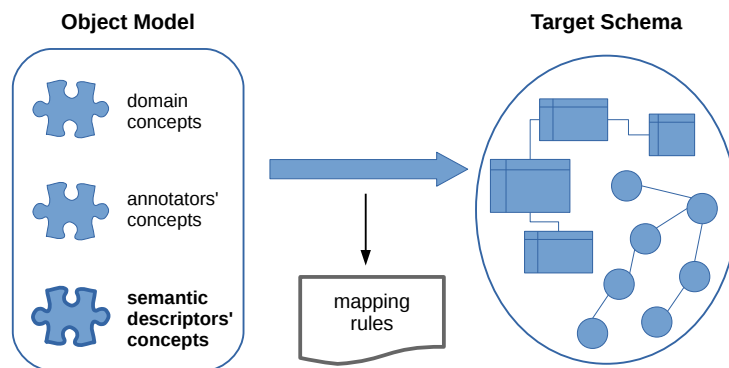 Object Model
Target Schema
domain
concepts
annotators'
concepts
semantic
descriptors'
concepts
mapping
rules